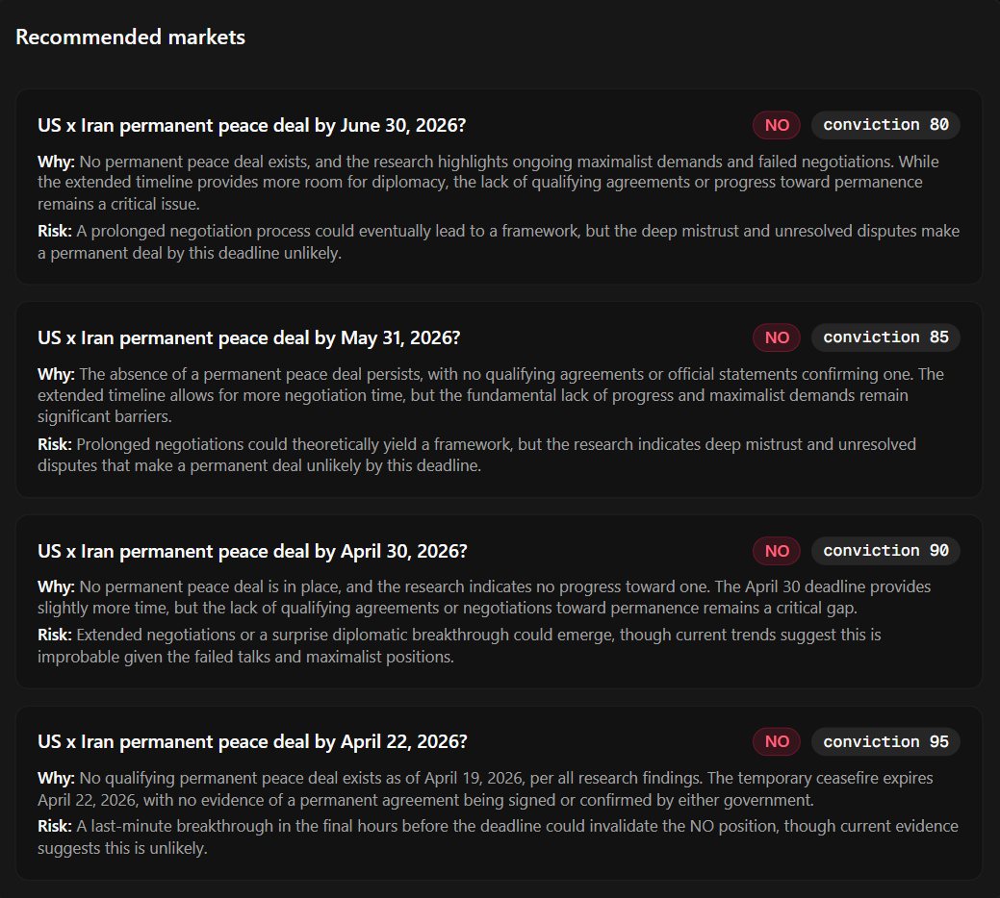 Recommended markets
US x Iran permanent peace deal by June 30, 2026? NO conviction 80
Why: No permanent peace deal exists, and the research highlights ongoing maximalist demands and failed negotiations. While
the extended timeline provides more room for diplomacy, the lack of qualifying agreements or progress toward permanence
remains a critical issue.
Risk: A prolonged negotiation process could eventually lead to a framework, but the deep mistrust and unresolved disputes make
a permanent deal by this deadline unlikely.
US x Iran permanent peace deal by May 31, 2026? NO conviction 85
Why: The absence of a permanent peace deal persists, with no qualifying agreements or official statements confirming one. The
extended timeline allows for more negotiation time, but the fundamental lack of progress and maximalist demands remain
significant barriers.
Risk: Prolonged negotiations could theoretically yield a framework, but the research indicates deep mistrust and unresolved
disputes that make a permanent deal unlikely by this deadline.
US x Iran permanent peace deal by April 30, 2026? NO conviction 90
Why: No permanent peace deal is in place, and the research indicates no progress toward one. The April 30 deadline provides
slightly more time, but the lack of qualifying agreements or negotiations toward permanence remains a critical gap.
Risk: Extended negotiations or a surprise diplomatic breakthrough could emerge, though current trends suggest this is
improbable given the failed talks and maximalist positions.
US x Iran permanent peace deal by April 22, 2026? NO conviction 95
Why: No qualifying permanent peace deal exists as of April 19, 2026, per all research findings. The temporary ceasefire expires
April 22, 2026, with no evidence of a permanent agreement being signed or confirmed by either government.
Risk: A last-minute breakthrough in the final hours before the deadline could invalidate the NO position, though current evidence
suggests this is unlikely.